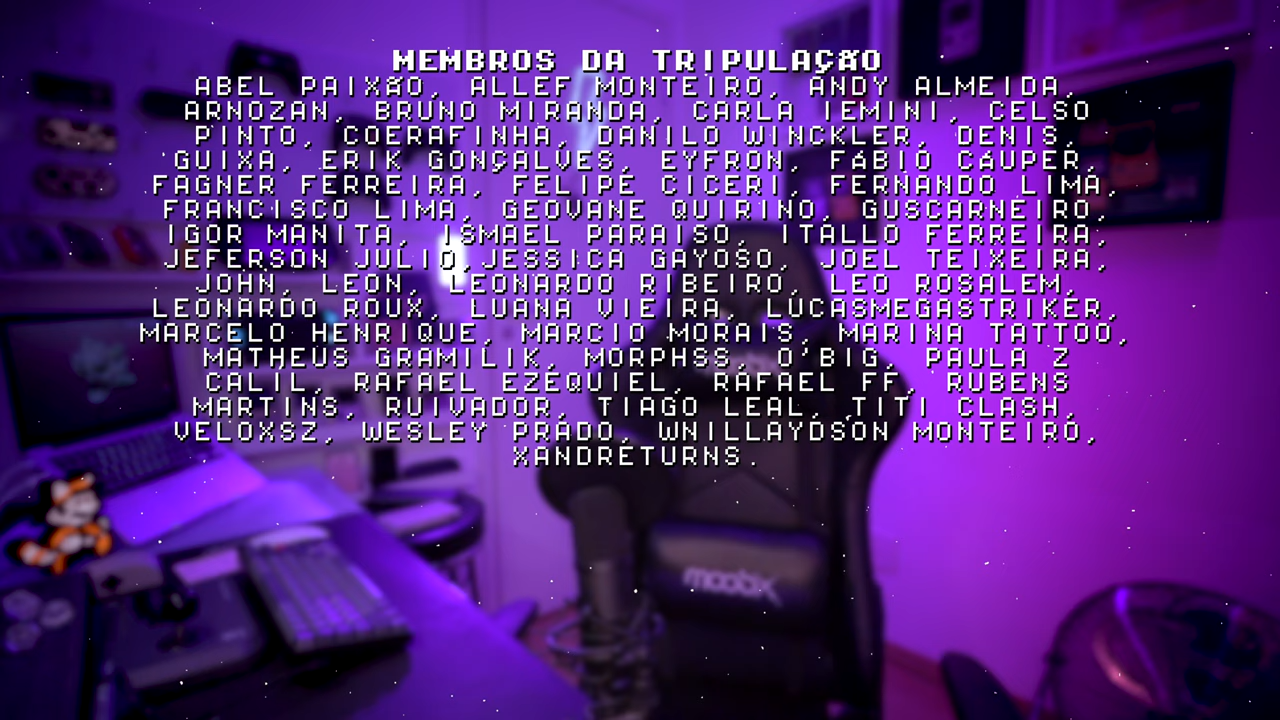 MEMBROS DA TRIPULAÇÃO
ABEL PAIXÃO, ALLEF MONTEIRO, ANDY ALMEIDA,
ARNOZAN, BRUNO MIRANDA, CARLA IEMINI, CELSO
PINTO, COERAFINHA, DANILO WINCKLER, DENIS,
GUIXA, ERIK GONÇALVES, EYFRON, FÁBIO CÁUPER,
FAGNER FERREIRA, FELIPE CICERI, FERNANDO LIMA,
FRANCISCO LIMA, GEOVANE QUIRINO, GUSCARNEIRO,
IGOR MANITA, ISMAEL PARAISO, ITALLO FERREIRA,
JEFERSON JULIO,JESSICA GAYOSO, JOEL TEIXEIRA,
JOHN, LEON, LEONARDO RIBEIRO, LEO ROSALEM,
LEONARDO ROUX, LUANA VIEIRA, LUCASMEGASTRIKER,
MARCELO HENRIQUE, MARCIO MORAIS, MARINA TATTOO,
MATHEUS GRAMILIK, MORPHSS, O'BIG, PAULA Z
CALIL, RAFAEL EZEQUIEL, RAFAEL FF, RUBENS
MARTINS, RUIVADOR, TIAGO LEAL, TITI CLASH,
VELOXSZ, WESLEY PRADO, WNILLAYDSON MONTEIRO,
XANDRETURNS.
moobix